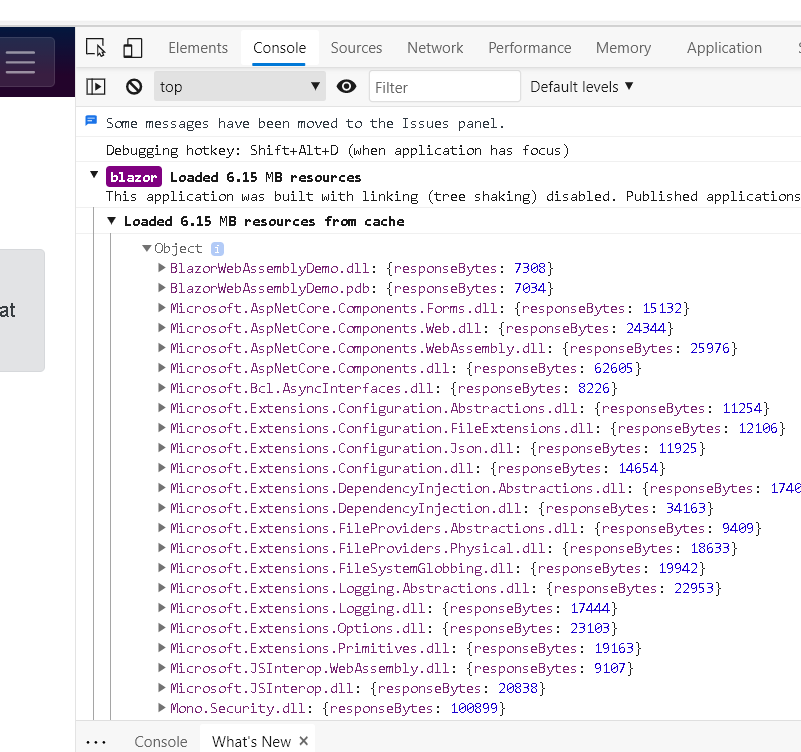 Elements Console Sources Network Performance Memory Application
top Filter Default levels
Some messages have been moved to the Issues panel.
Debugging hotkey: Shift+Alt+D (when application has focus)
blazor Loaded 6.15 MB resources
This application was built with linking (tree shaking) disabled. Published applications
Loaded 6.15 MB resources from cache
Object i
BlazorWebAssemblyDemo.dll: {responseBytes: 7308}
BlazorWebAssemblyDemo.pdb: {responseBytes: 7034}
at
Microsoft.AspNetCore.Components.Forms.dll: {responseBytes: 15132}
Microsoft.AspNetCore.Components.Web.dll: {responseBytes: 24344}
Microsoft.AspNetCore.Components.WebAssembly.dll: {responseBytes: 25976}
Microsoft.AspNetCore.Components.dll: {responseBytes: 62605}
Microsoft.Bcl.AsyncInterfaces.dll: {responseBytes: 8226}
Microsoft.Extensions.Configuration.Abstractions.dll: {responseBytes: 11254}
Microsoft.Extensions.Configuration.FileExtensions.dll: {responseBytes: 12106}
Microsoft.Extensions.Configuration.Json.dll: {responseBytes: 11925}
Microsoft.Extensions.Configuration.dll: {responseBytes: 14654}
Microsoft.Extensions.DependencyInjection.Abstractions.dll: {responseBytes: 1740
Microsoft.Extensions.DependencyInjection.dll: {responseBytes: 34163}
Microsoft.Extensions.FileProviders.Abstractions.dll: {responseBytes: 9409}
Microsoft.Extensions.FileProviders.Physical.dll: {responseBytes: 18633}
Microsoft.Extensions.FileSystemGlobbing.dll: {responseBytes: 19942}
Microsoft.Extensions.Logging.Abstractions.dll: {responseBytes: 22953}
Microsoft.Extensions.Logging.dll: {responseBytes: 17444}
Microsoft.Extensions.Options.dll: {responseBytes: 23103}
Microsoft.Extensions.Primitives.dll: {responseBytes: 19163}
Microsoft.JSInterop.WebAssembly.dll: {responseBytes: 9107}
Microsoft.JSInterop.dll: {responseBytes: 20838}
Mono.Security.dll: {responseBytes: 100899}
Console What's New